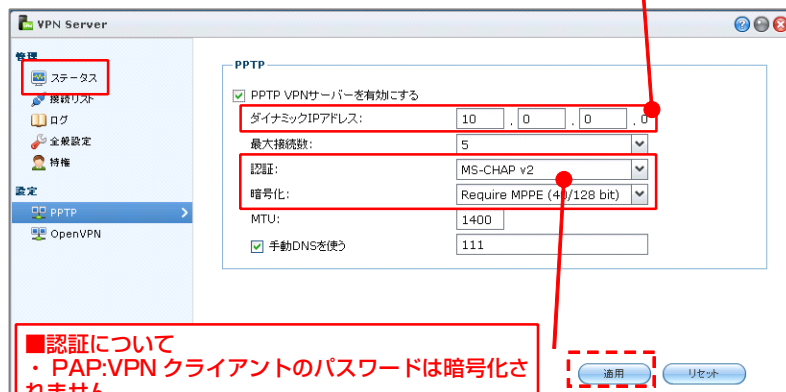 VPN Server
管理
ステータス
接続リスト
ログ
全般設定
特権
設定
PPTP
OpenVPN
PPTP
PPTP VPNサーバーを有効にする
ダイナミックIPアドレス: 10 . 0 . 0 . 0
最大接続数: 5
認証: MS-CHAP v2
暗号化: Require MPPE (40/128 bit)
MTU: 1400
手動DNSを使う 111
■認証について
・ PAP:VPN クライアントのパスワードは暗号化さ
れません
適用 リセット